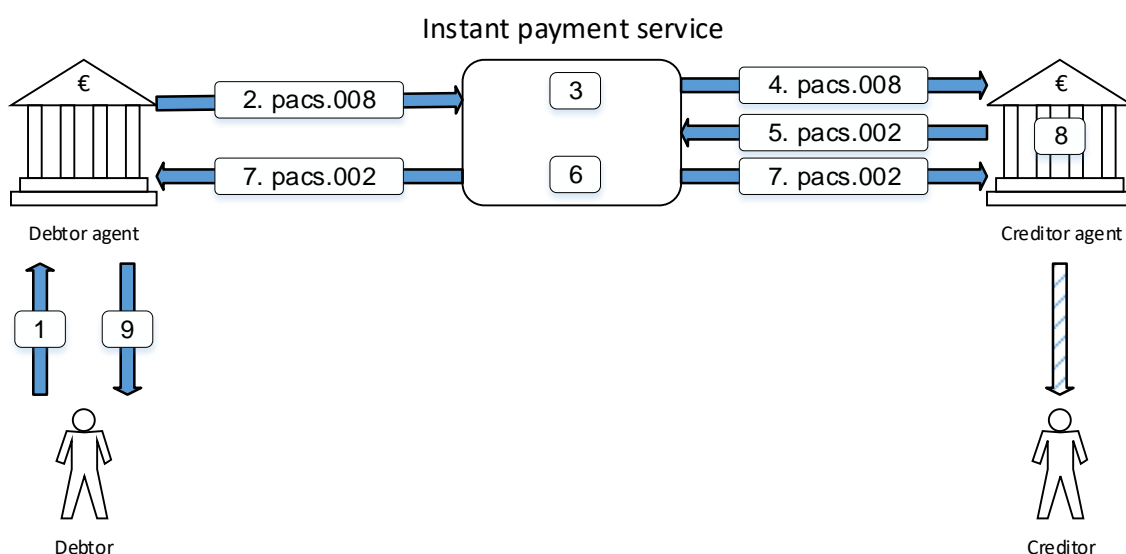 Instant payment service
€
2. pacs.008
3
4. pacs.008
€
5. pacs.002
8
7. pacs.002
6
7. pacs.002
Debtor agent
Creditor agent
1
9
Debtor
Creditor